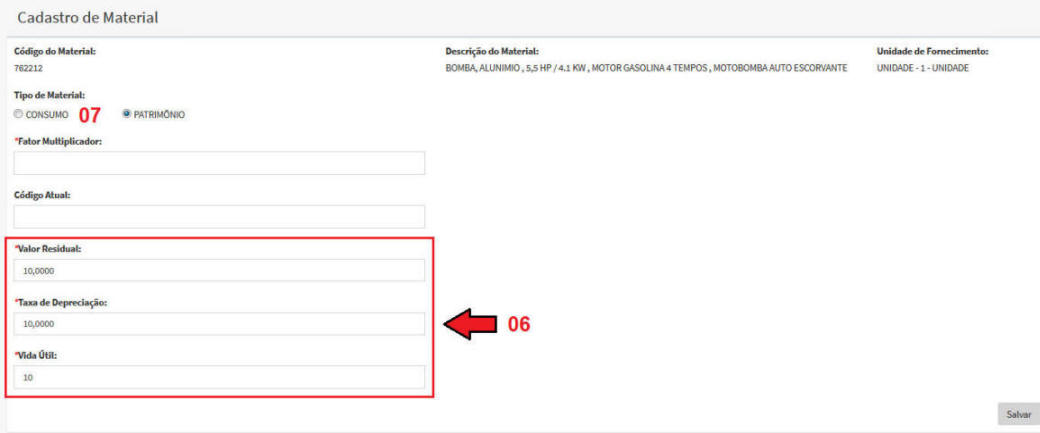 Cadastro de Material
Código do Material:
762212
Descrição do Material:
BOMBA, ALUNIMIO , 5,5 HP / 4.1 KW , MOTOR GASOLINA 4 TEMPOS , MOTOBOMBA AUTO ESCORVANTE
Unidade de Fornecimento:
UNIDADE - 1 - UNIDADE
Tipo de Material:
CONSUMO 07 PATRIMÔNIO
*Fator Multiplicador:
Código Atual:
*Valor Residual:
10,0000
*Taxa de Depreciação:
10,0000
06
*Vida Útil:
10
Salvar